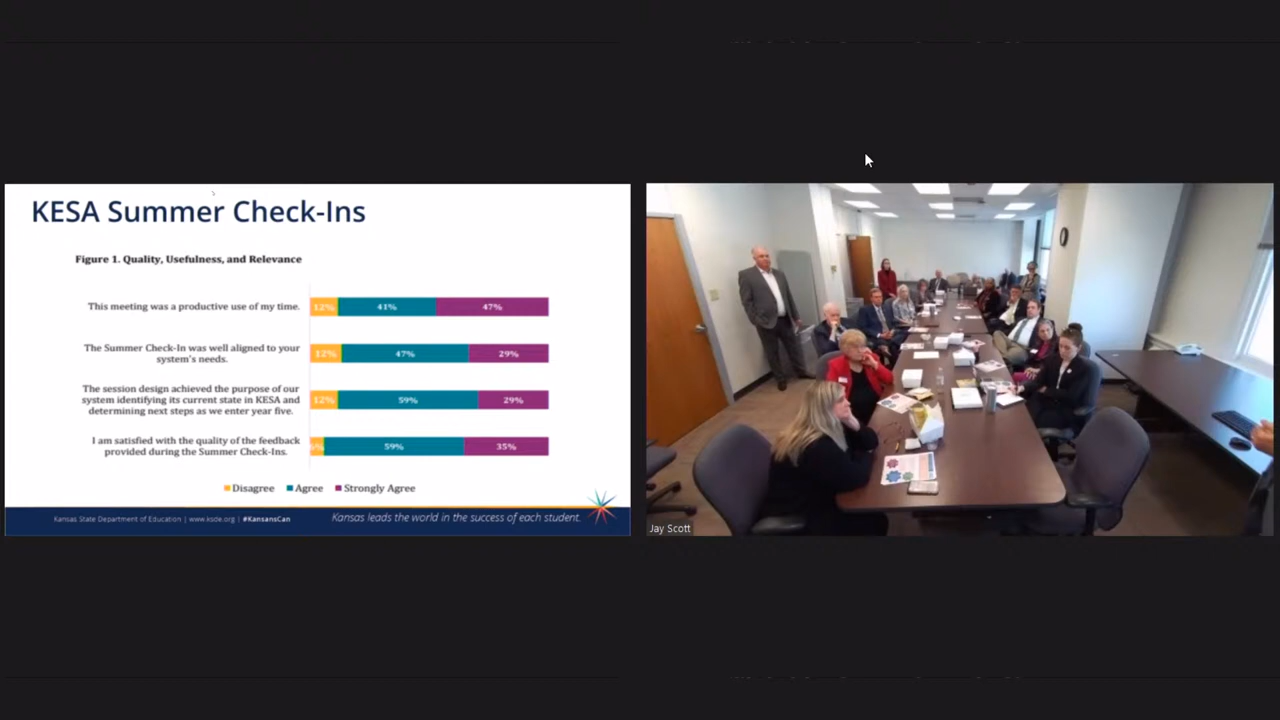 KESA Summer Check-Ins
Figure 1. Quality, Usefulness, and Relevance
This meeting was a productive use of my time.
12% 41% 47%
The Summer Check-In was well aligned to your
system's needs.
12% 47% 29%
The session design achieved the purpose of our
system identifying its current state in KESA and
determining next steps as we enter year five.
12% 59% 29%
I am satisfied with the quality of the feedback
provided during the Summer Check-Ins.
6% 59% 35%
Disagree Agree Strongly Agree
Kansas State Department of Education | www.ksde.org | #KansansCan
Kansas leads the world in the success of each student.
Jay Scott